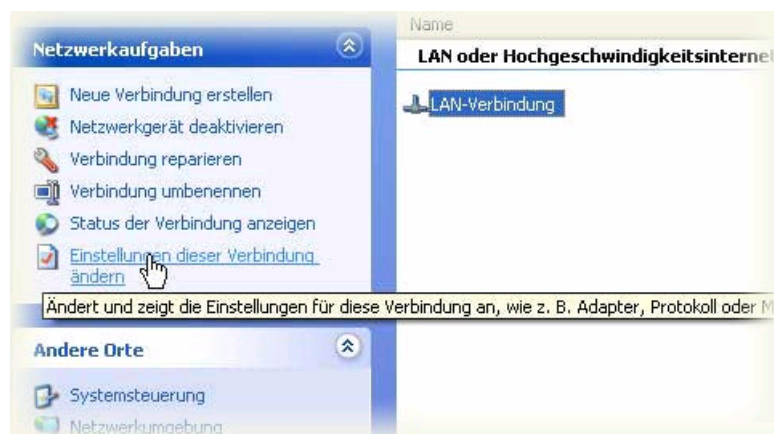 Netzwerkaufgaben
Neue Verbindung erstellen
Netzwerkgerät deaktivieren
Verbindung reparieren
Verbindung umbenennen
Status der Verbindung anzeigen
Einstellungen dieser Verbindung
ändern
Ändert und zeigt die Einstellungen für diese Verbindung an, wie z. B. Adapter, Protokoll oder M
Andere Orte
Systemsteuerung
Netzwerkumgebung
Name
LAN oder Hochgeschwindigkeitsinterne
LAN-Verbindung